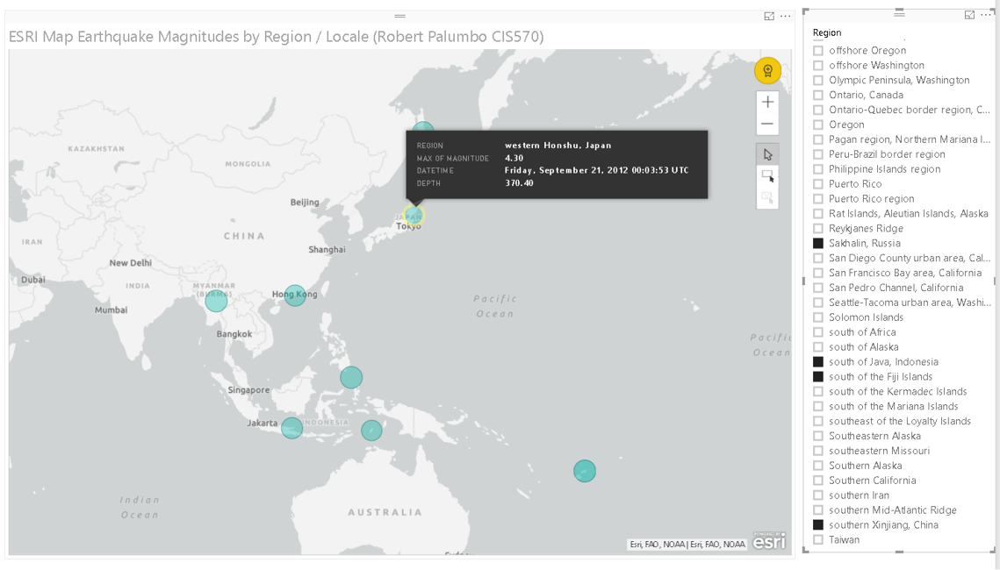 ESRI Map Earthquake Magnitudes by Region / Locale (Robert Palumbo CIS570)
KAZAKHSTAN
MONGOLIA
Beijing
CHINA
IRAN
Shanghai
New Delhi
Dubai
INDIA
MYANMAR
(BURMA)
Hong Kong
Mumbai
Bangkok
JAPAN
Tokyo
REGION western Honshu, Japan
MAX OF MAGNITUDE 4.30
DATETIME Friday, September 21, 2012 00:03:53 UTC
DEPTH 370.40
Pacific
Ocean
Pacific
Ocean
Singapore
Jakarta
INDONESIA
Indian
Ocean
AUSTRALIA
Esri, FAO, NOAA | Esri, FAO, NOAA
POWERED BY
esri
Region
offshore Oregon
offshore Washington
Olympic Peninsula, Washington
Ontario, Canada
Ontario-Quebec border region, C...
Oregon
Pagan region, Northern Mariana I...
Peru-Brazil border region
Philippine Islands region
Puerto Rico
Puerto Rico region
Rat Islands, Aleutian Islands, Alaska
Reykjanes Ridge
Sakhalin, Russia
San Diego County urban area, Cal...
San Francisco Bay area, California
San Pedro Channel, California
Seattle-Tacoma urban area, Washi...
Solomon Islands
south of Africa
south of Alaska
south of Java, Indonesia
south of the Fiji Islands
south of the Kermadec Islands
south of the Mariana Islands
southeast of the Loyalty Islands
Southeastern Alaska
southeastern Missouri
Southern Alaska
Southern California
southern Iran
southern Mid-Atlantic Ridge
southern Xinjiang, China
Taiwan